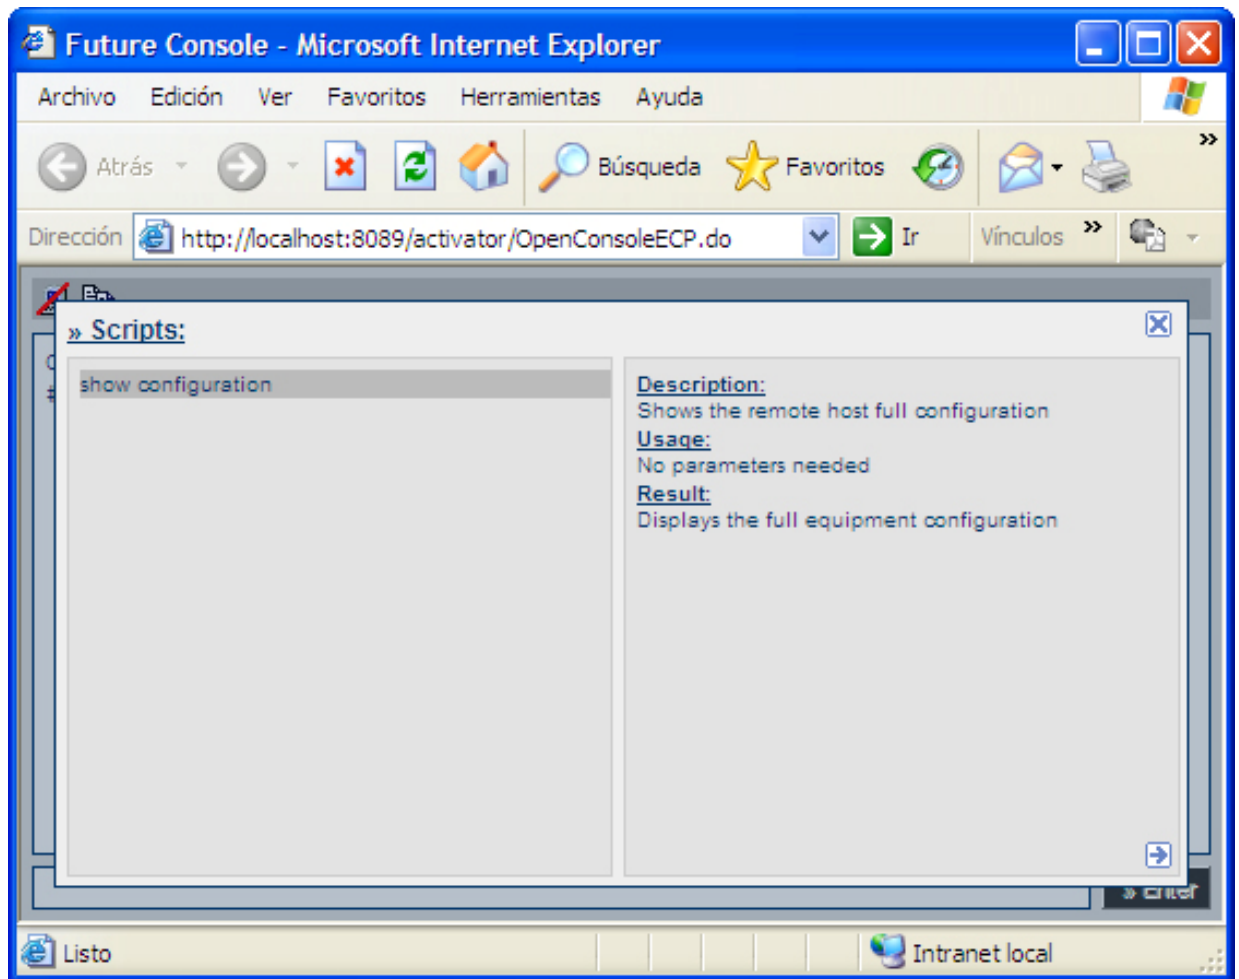 Future Console - Microsoft Internet Explorer
Archivo Edición Ver Favoritos Herramientas Ayuda
Atrás Búsqueda Favoritos »
Dirección http://localhost:8089/activator/OpenConsoleECP.do Ir Vínculos »
» Scripts:
show configuration
Description:
Shows the remote host full configuration
Usage:
No parameters needed
Result:
Displays the full equipment configuration
» Enter
Listo Intranet local